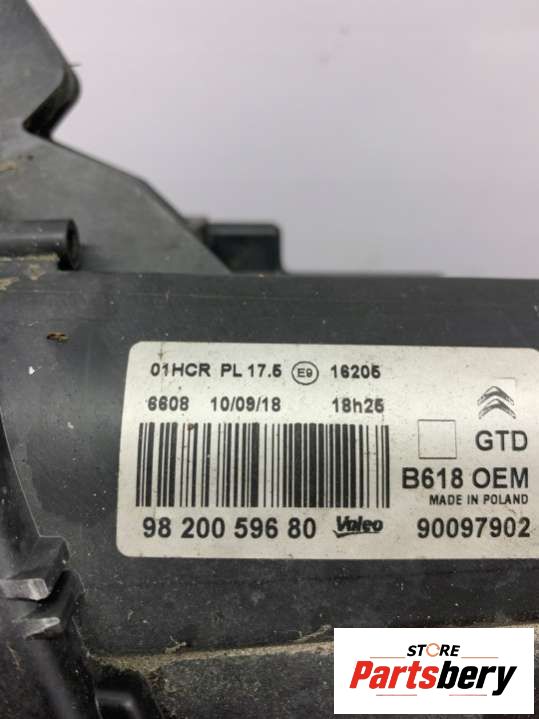 01HCR PL 17.5 E9 16205
6608 10/09/18 18h25
GTD
B618 OEM
MADE IN POLAND
98 200 596 80 Valeo 90097902
STORE
Partsbery